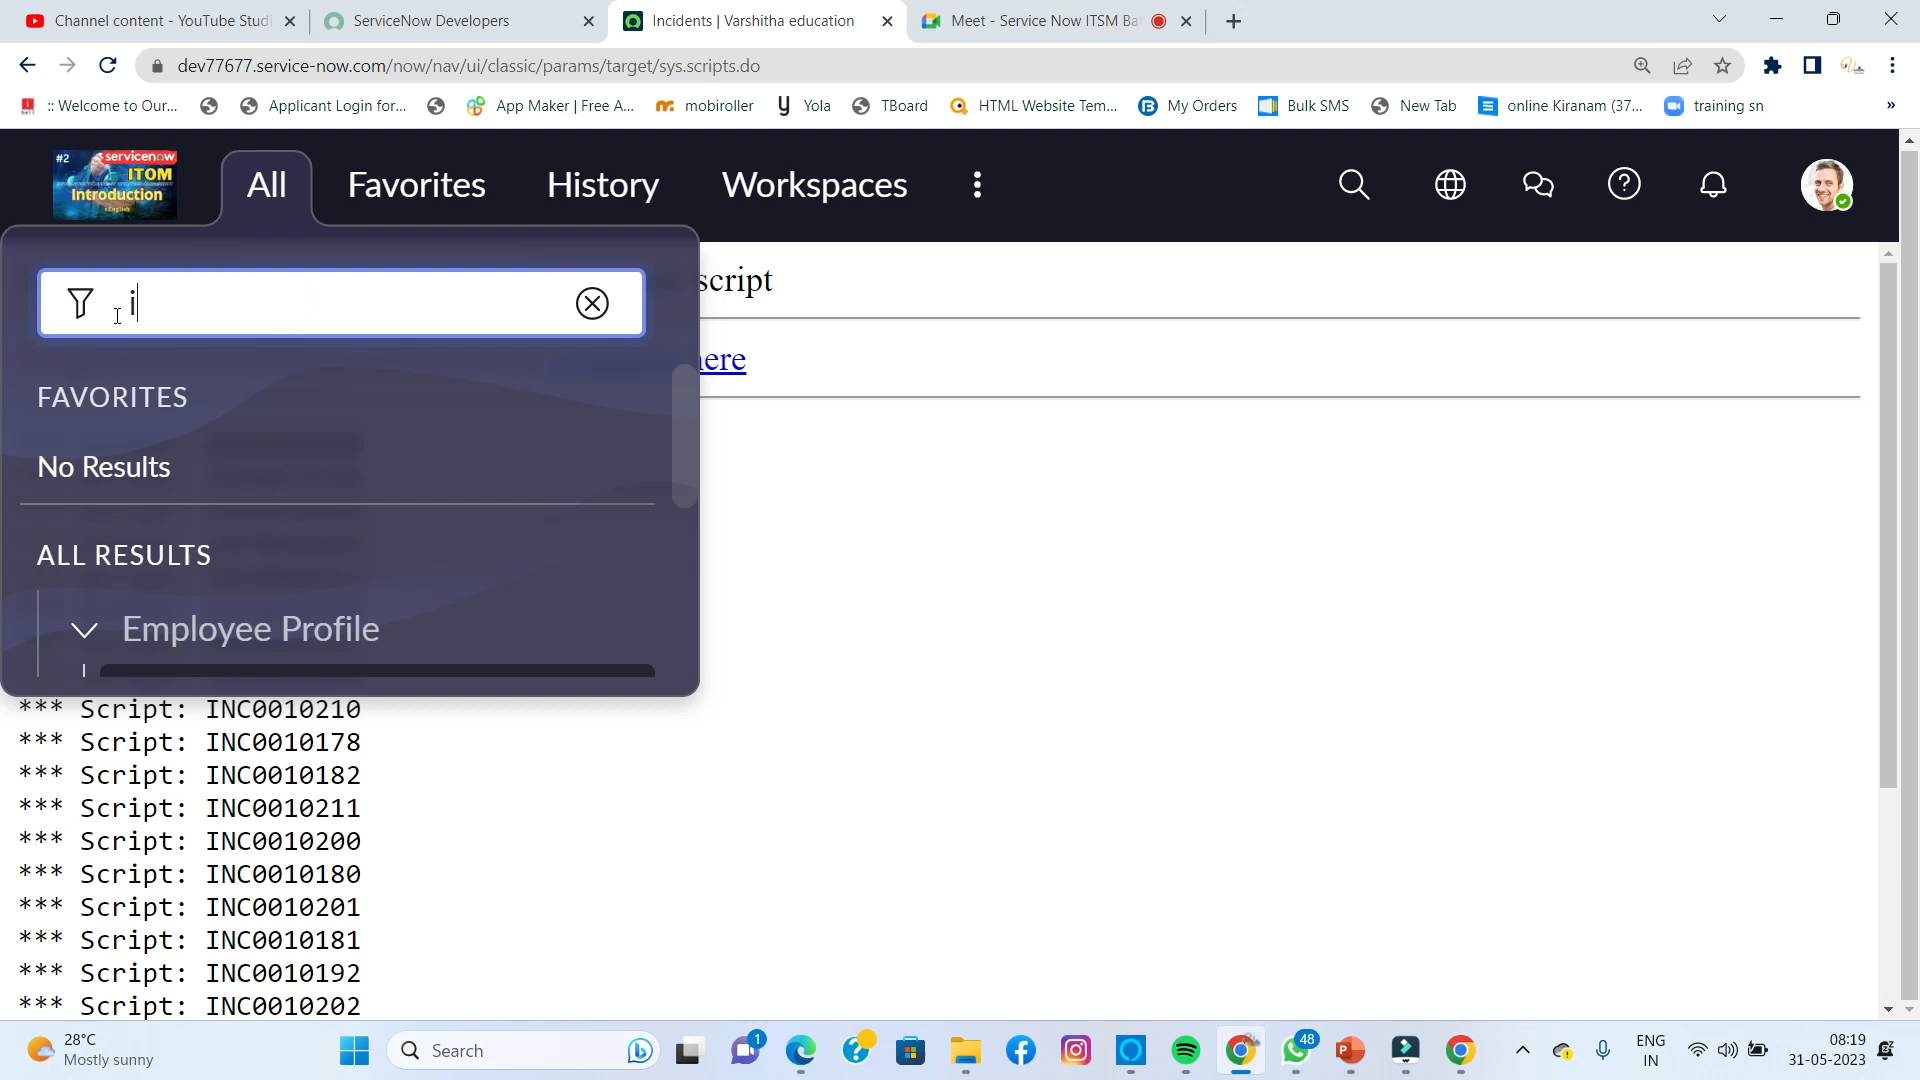 Channel content - YouTube Studi
ServiceNow Developers
Incidents | Varshitha education
Meet - Service Now ITSM Bat
dev77677.service-now.com/now/nav/ui/classic/params/target/sys.scripts.do
:: Welcome to Our...
Applicant Login for...
App Maker | Free A...
mobiroller
Yola
TBoard
HTML Website Tem...
My Orders
Bulk SMS
New Tab
online Kiranam (37...
training sn
»
#2 servicenow
ITOM
Introduction
All
Favorites
History
Workspaces
script
i
here
FAVORITES
No Results
ALL RESULTS
Employee Profile
*** Script: INC0010210
*** Script: INC0010178
*** Script: INC0010182
*** Script: INC0010211
*** Script: INC0010200
*** Script: INC0010180
*** Script: INC0010201
*** Script: INC0010181
*** Script: INC0010192
*** Script: INC0010202
28°C
Mostly sunny
Search
1
48
ENG
IN
08:19
31-05-2023